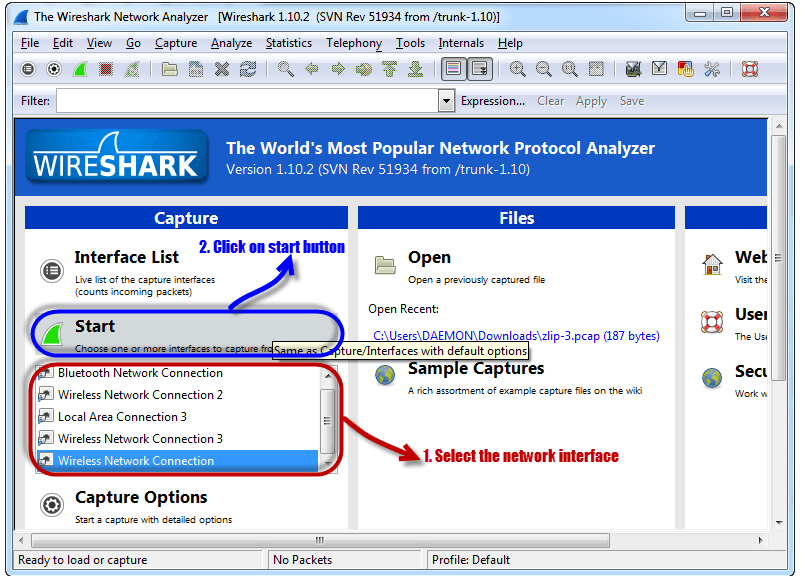 The Wireshark Network Analyzer [Wireshark 1.10.2 (SVN Rev 51934 from /trunk-1.10)]
File Edit View Go Capture Analyze Statistics Telephony Tools Internals Help
Filter: Expression... Clear Apply Save
WIRESHARK
The World's Most Popular Network Protocol Analyzer
Version 1.10.2 (SVN Rev 51934 from /trunk-1.10)
Capture
2. Click on start button
Interface List
Live list of the capture interfaces
(counts incoming packets)
Start
Choose one or more interfaces to capture fro
Same as Capture/Interfaces with default options
Bluetooth Network Connection
Wireless Network Connection 2
Local Area Connection 3
Wireless Network Connection 3
Wireless Network Connection
1. Select the network interface
Capture Options
Start a capture with detailed options
Files
Open
Open a previously captured file
Open Recent:
C:\Users\DAEMON\Downloads\zlip-3.pcap (187 bytes)
Sample Captures
A rich assortment of example capture files on the wiki
Web
Visit the
User
The Use
Secu
Work w
Ready to load or capture
No Packets
Profile: Default